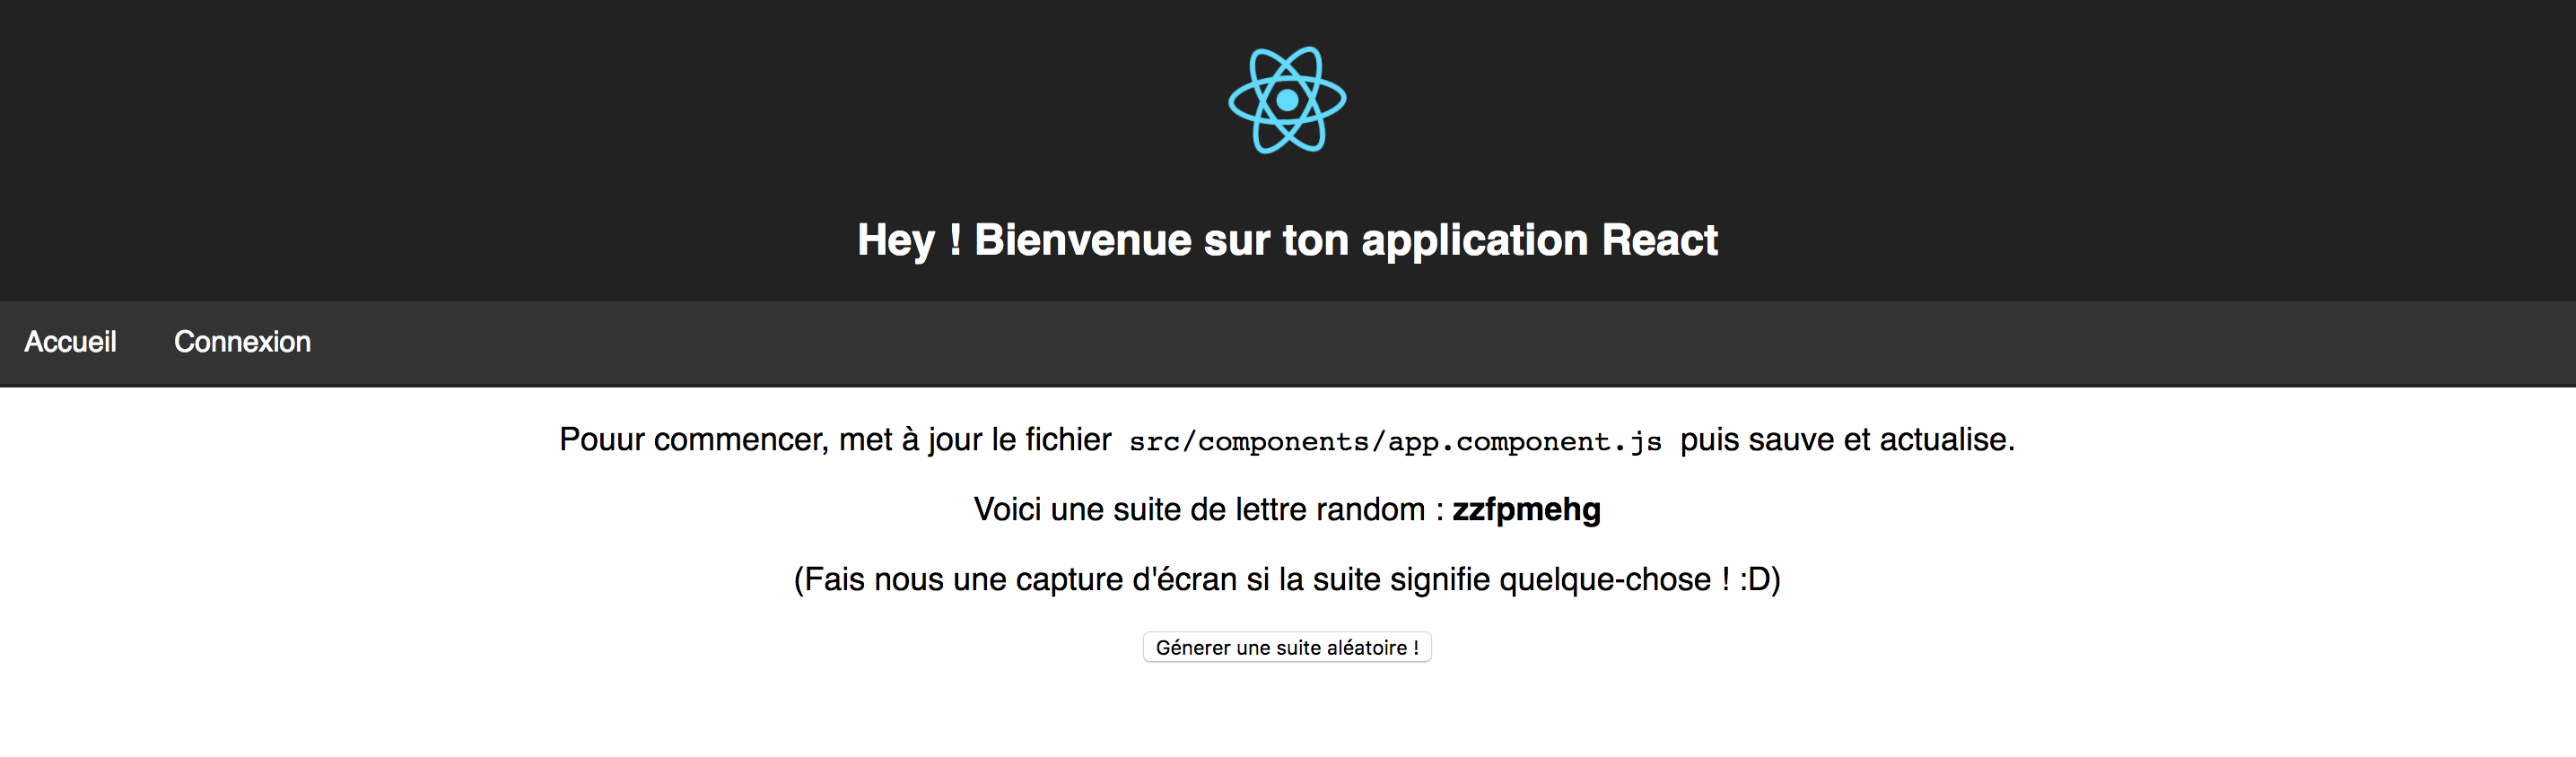 Hey ! Bienvenue sur ton application React
Accueil Connexion
Pouur commencer, met à jour le fichier src/components/app.component.js puis sauve et actualise.
Voici une suite de lettre random : zzfpmehg
(Fais nous une capture d'écran si la suite signifie quelque-chose ! :D)
Génerer une suite aléatoire !